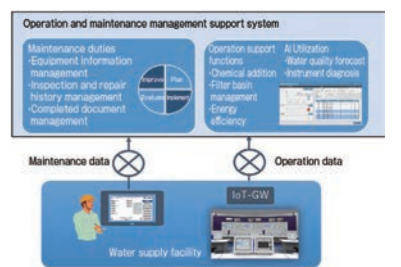 Operation and maintenance management support system
Maintenance duties
·Equipment information
management
·Inspection and repair
history management
·Completed document
management
Improve
Plan
Evaluate
Implement
Operation support
functions
·Chemical addition
·Filter basin
management
·Energy
efficiency
AI Utilization
·Water quality forecast
·Instrument diagnosis
Maintenance data
Operation data
IoT-GW
Water supply facility